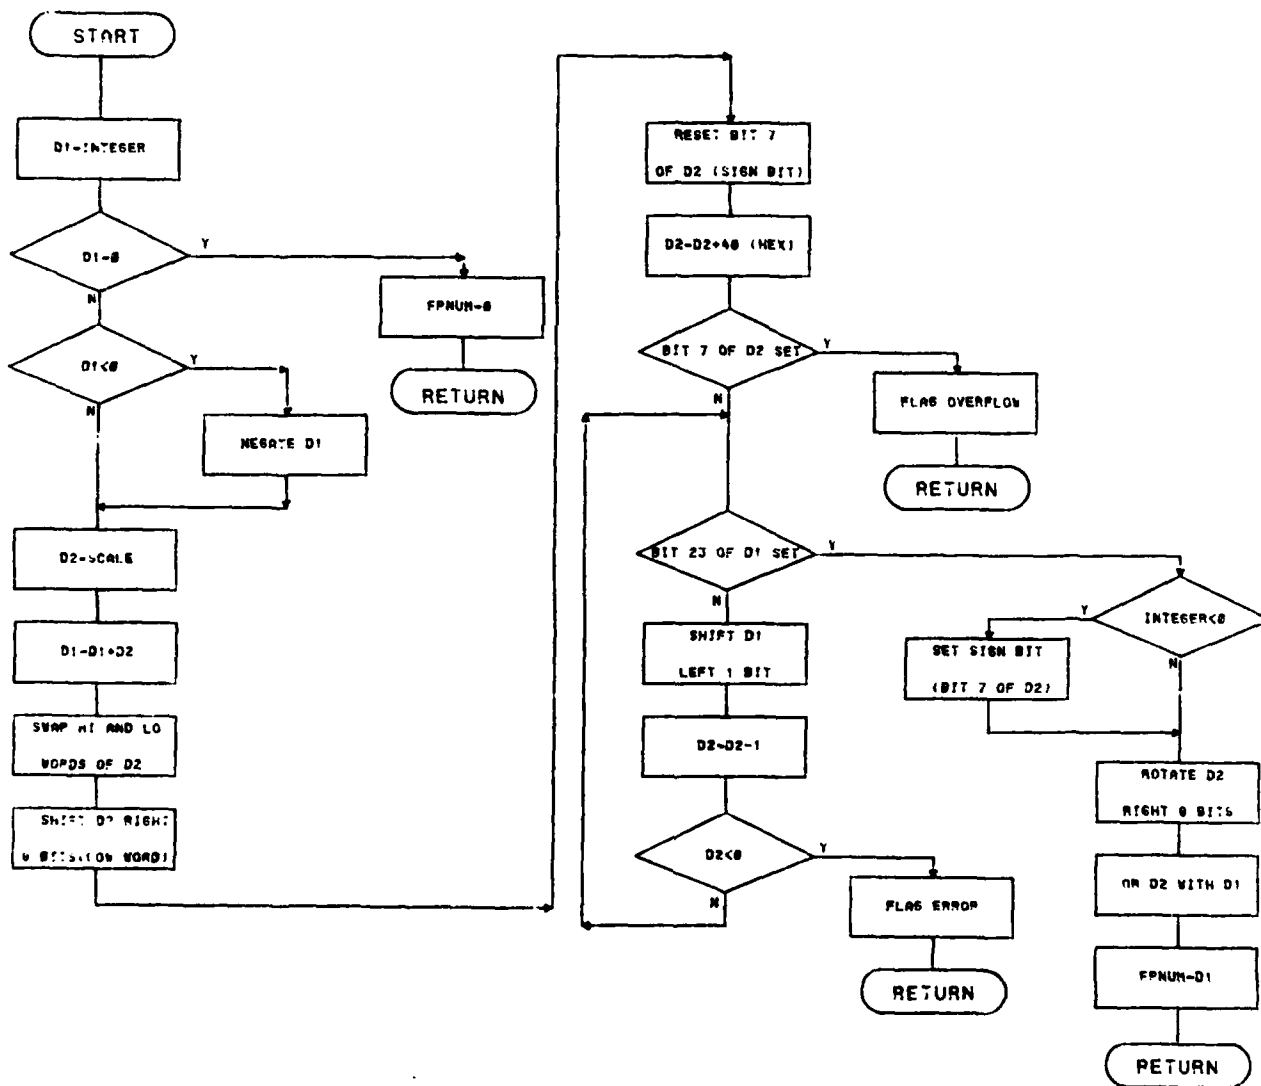 START
D1=INTEGER
D1=0
Y
N
FPNUM=0
RETURN
D1<0
Y
N
NEGATE D1
D2=SCALE
D1=D1+D2
SWAP HI AND LO
WORDS OF D2
SHIFT D2 RIGHT
8 BITS(LOW WORD)
RESET BIT 7
OF D2 (SIGN BIT)
D2=D2+40 (HEX)
BIT 7 OF D2 SET
Y
N
FLAG OVERFLOW
RETURN
BIT 23 OF D1 SET
Y
N
SHIFT D1
LEFT 1 BIT
D2=D2-1
D2<0
Y
N
FLAG ERROR
RETURN
INTEGER<0
Y
N
SET SIGN BIT
(BIT 7 OF D2)
ROTATE D2
RIGHT 8 BITS
OR D2 WITH D1
FPNUM=D1
RETURN